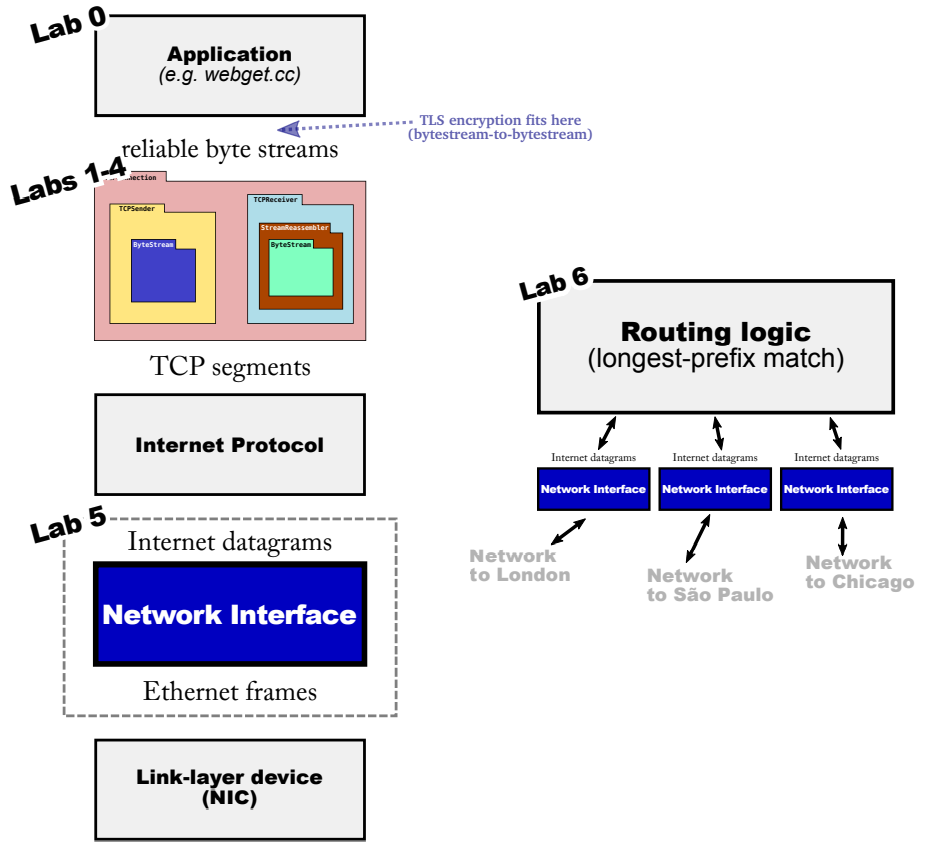 Lab 0
Application
(e.g. webget.cc)
TLS encryption fits here
(bytestream-to-bytestream)
reliable byte streams
Labs 1-4
TCPSender
ByteStream
TCPReceiver
StreamReassembler
ByteStream
TCP segments
Internet Protocol
Lab 5
Internet datagrams
Network Interface
Ethernet frames
Link-layer device
(NIC)
Lab 6
Routing logic
(longest-prefix match)
Internet datagrams
Internet datagrams
Internet datagrams
Network Interface
Network Interface
Network Interface
Network
to London
Network
to São Paulo
Network
to Chicago